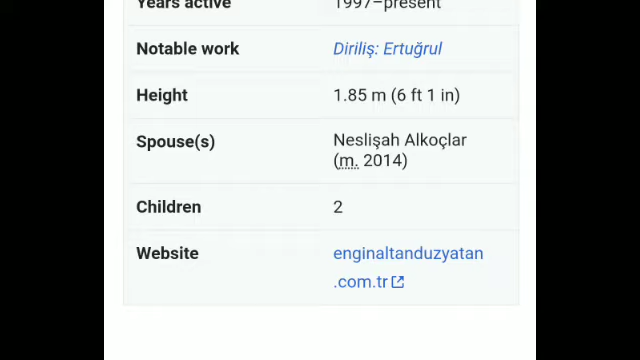 Years active 1997–present
Notable work Diriliş: Ertuğrul
Height 1.85 m (6 ft 1 in)
Spouse(s) Neslişah Alkoçlar
(m. 2014)
Children 2
Website enginaltanduzyatan
.com.tr